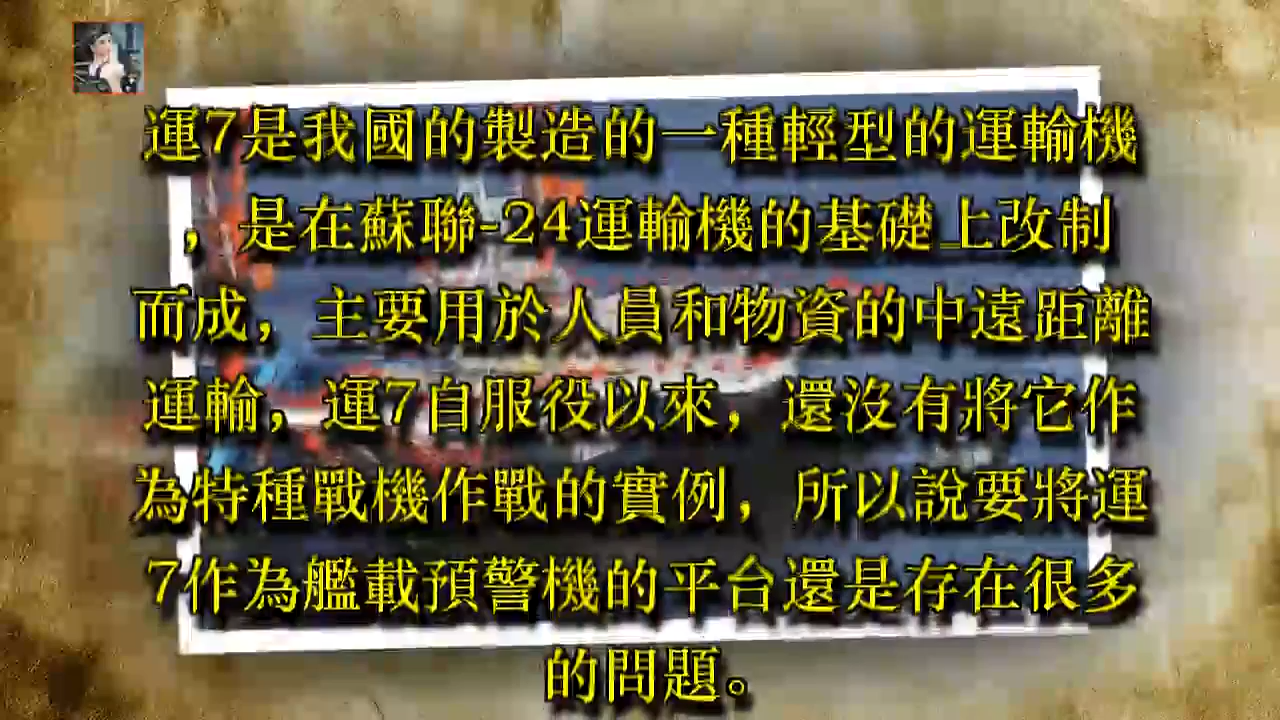 運7是我國的製造的一種輕型的運輸機
，是在蘇聯-24運輸機的基礎上改制
而成，主要用於人員和物資的中遠距離
運輸，運7自服役以來，還沒有將它作
為特種戰機作戰的實例，所以說要將運
7作為艦載預警機的平台還是存在很多
的問題。